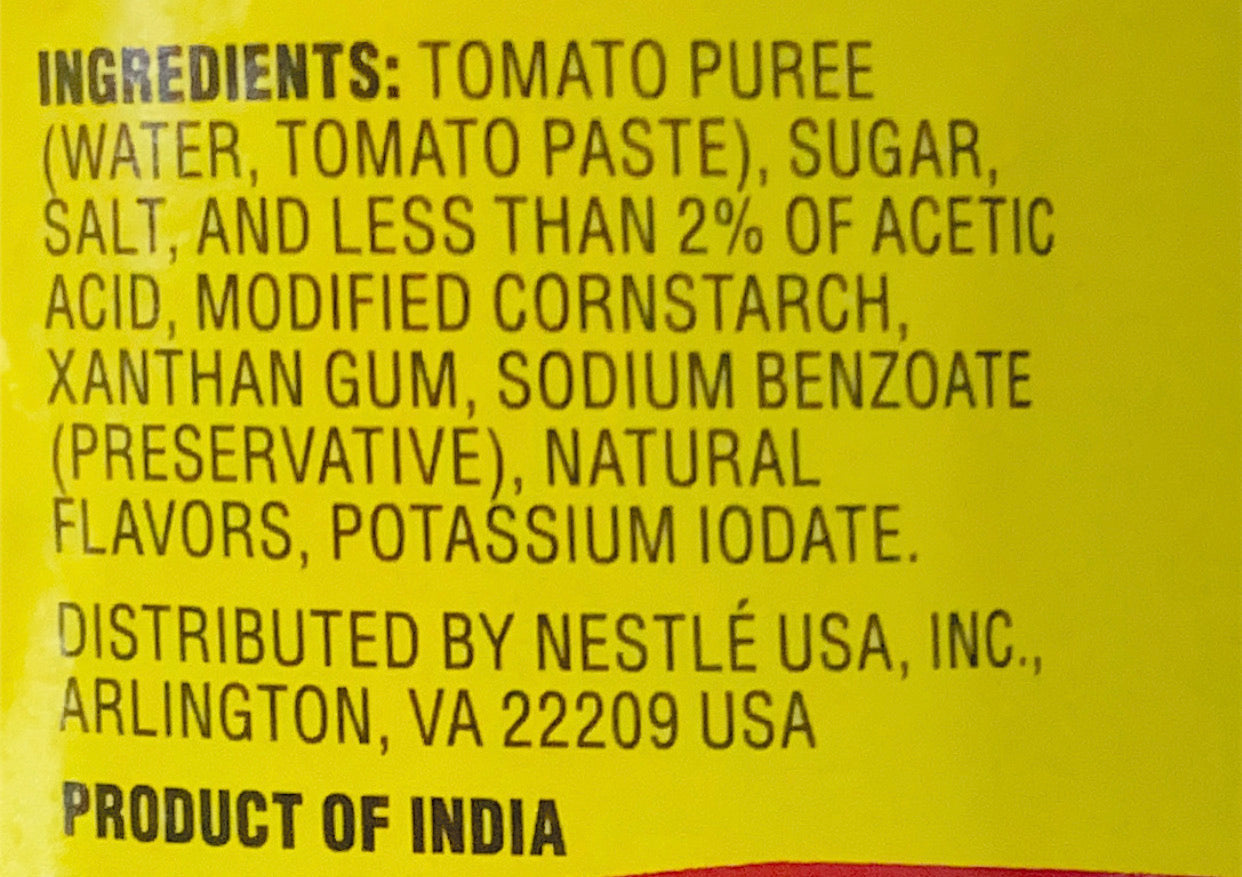 INGREDIENTS: TOMATO PUREE
(WATER, TOMATO PASTE), SUGAR,
SALT, AND LESS THAN 2% OF ACETIC
ACID, MODIFIED CORNSTARCH,
XANTHAN GUM, SODIUM BENZOATE
(PRESERVATIVE), NATURAL
FLAVORS, POTASSIUM IODATE.
DISTRIBUTED BY NESTLÉ USA, INC.,
ARLINGTON, VA 22209 USA
PRODUCT OF INDIA